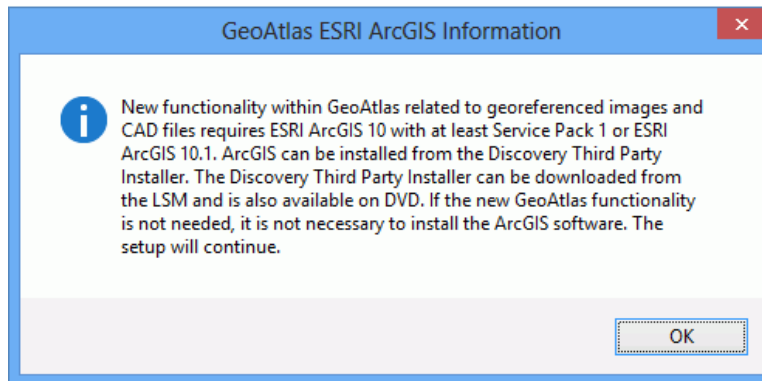 GeoAtlas ESRI ArcGIS Information
New functionality within GeoAtlas related to georeferenced images and
CAD files requires ESRI ArcGIS 10 with at least Service Pack 1 or ESRI
ArcGIS 10.1. ArcGIS can be installed from the Discovery Third Party
Installer. The Discovery Third Party Installer can be downloaded from
the LSM and is also available on DVD. If the new GeoAtlas functionality
is not needed, it is not necessary to install the ArcGIS software. The
setup will continue.
OK